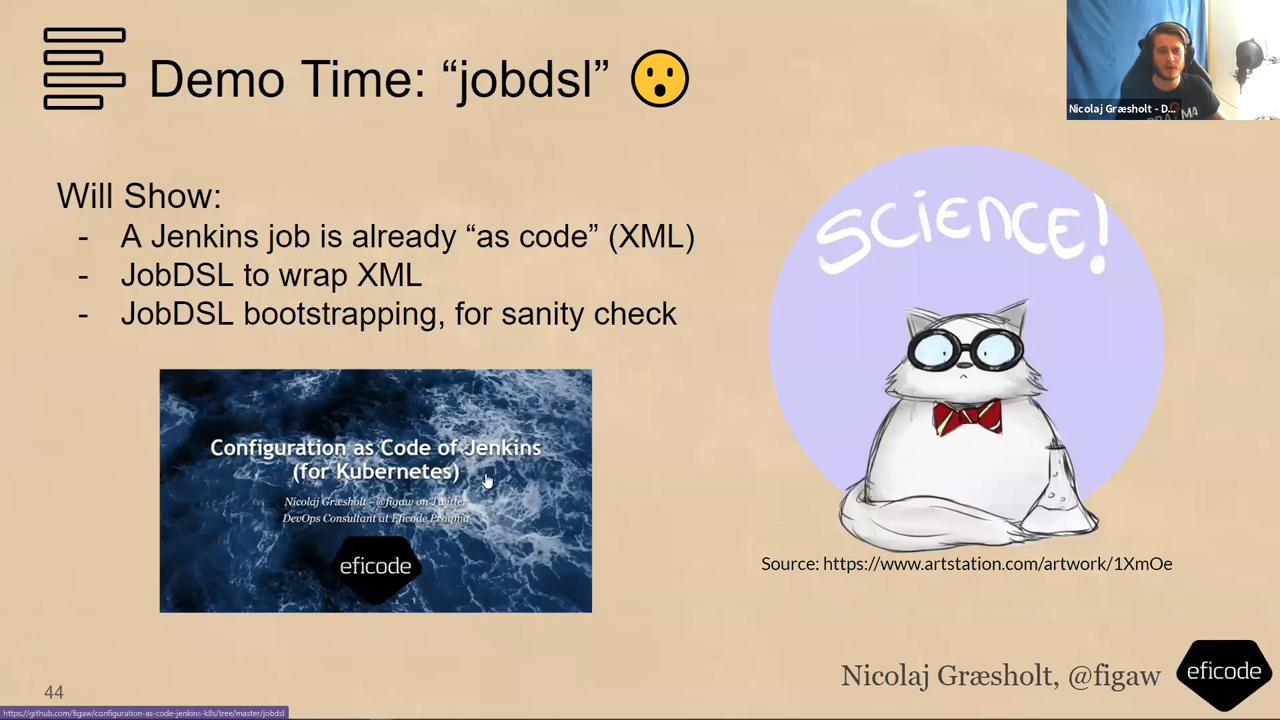 Demo Time: “jobdsl” 😮
Nicolaj Græsholt - D...
Will Show:
- A Jenkins job is already “as code” (XML)
- JobDSL to wrap XML
- JobDSL bootstrapping, for sanity check
SCIENCE!
Configuration as Code of Jenkins
(for Kubernetes)
Nicolaj Græsholt - @figaw on Twitter
DevOps Consultant at Eficode Praqma
eficode
Source: https://www.artstation.com/artwork/1XmOe
Nicolaj Græsholt, @figaw
eficode
44
https://github.com/figaw/configuration-as-code-jenkins-k8s/tree/master/jobdsl